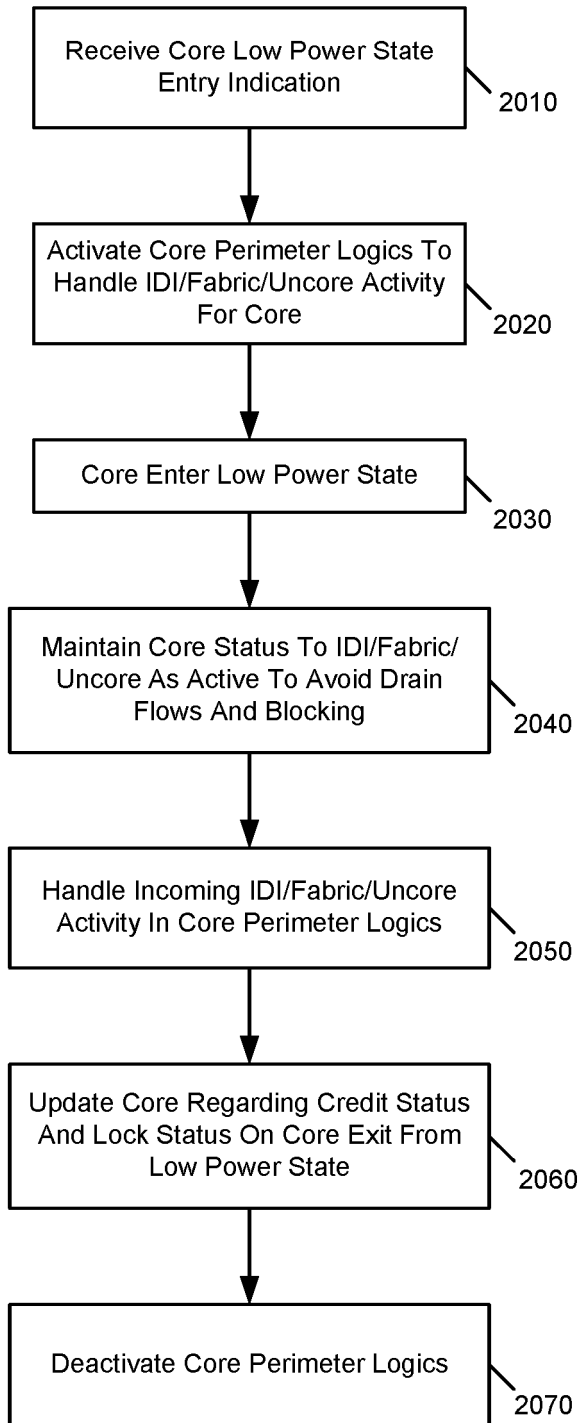 Receive Core Low Power State
Entry Indication
2010
Activate Core Perimeter Logics To
Handle IDI/Fabric/Uncore Activity
For Core
2020
Core Enter Low Power State
2030
Maintain Core Status To IDI/Fabric/
Uncore As Active To Avoid Drain
Flows And Blocking
2040
Handle Incoming IDI/Fabric/Uncore
Activity In Core Perimeter Logics
2050
Update Core Regarding Credit Status
And Lock Status On Core Exit From
Low Power State
2060
Deactivate Core Perimeter Logics
2070